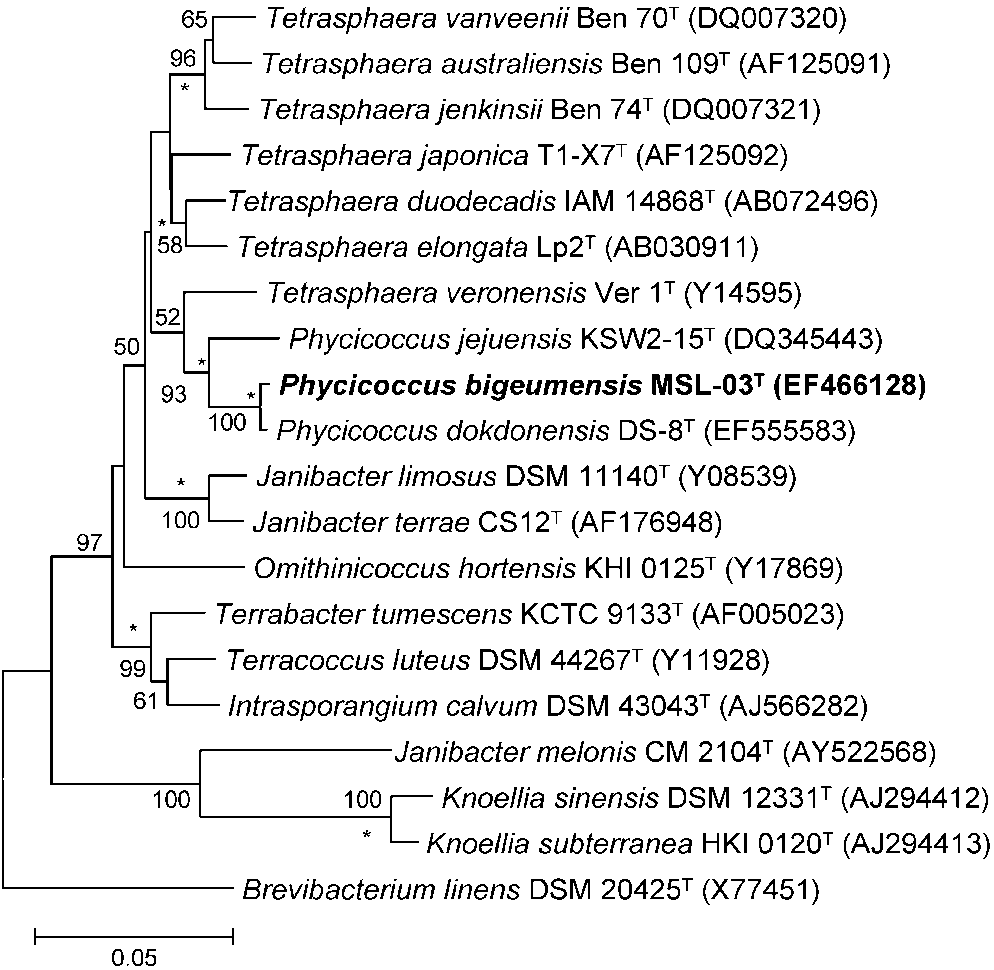 65
Tetrasphaera vanveenii Ben 70ᵀ (DQ007320)
96
*
Tetrasphaera australiensis Ben 109ᵀ (AF125091)
Tetrasphaera jenkinsii Ben 74ᵀ (DQ007321)
Tetrasphaera japonica T1-X7ᵀ (AF125092)
Tetrasphaera duodecadis IAM 14868ᵀ (AB072496)
*
58
Tetrasphaera elongata Lp2ᵀ (AB030911)
Tetrasphaera veronensis Ver 1ᵀ (Y14595)
52
Phycicoccus jejuensis KSW2-15ᵀ (DQ345443)
50
*
93
Phycicoccus bigeumensis MSL-03ᵀ (EF466128)
*
100
Phycicoccus dokdonensis DS-8ᵀ (EF555583)
Janibacter limosus DSM 11140ᵀ (Y08539)
*
100
Janibacter terrae CS12ᵀ (AF176948)
97
Omithinicoccus hortensis KHI 0125ᵀ (Y17869)
Terrabacter tumescens KCTC 9133ᵀ (AF005023)
*
99
Terracoccus luteus DSM 44267ᵀ (Y11928)
61
Intrasporangium calvum DSM 43043ᵀ (AJ566282)
Janibacter melonis CM 2104ᵀ (AY522568)
100
100
Knoellia sinensis DSM 12331ᵀ (AJ294412)
*
Knoellia subterranea HKI 0120ᵀ (AJ294413)
Brevibacterium linens DSM 20425ᵀ (X77451)
0.05